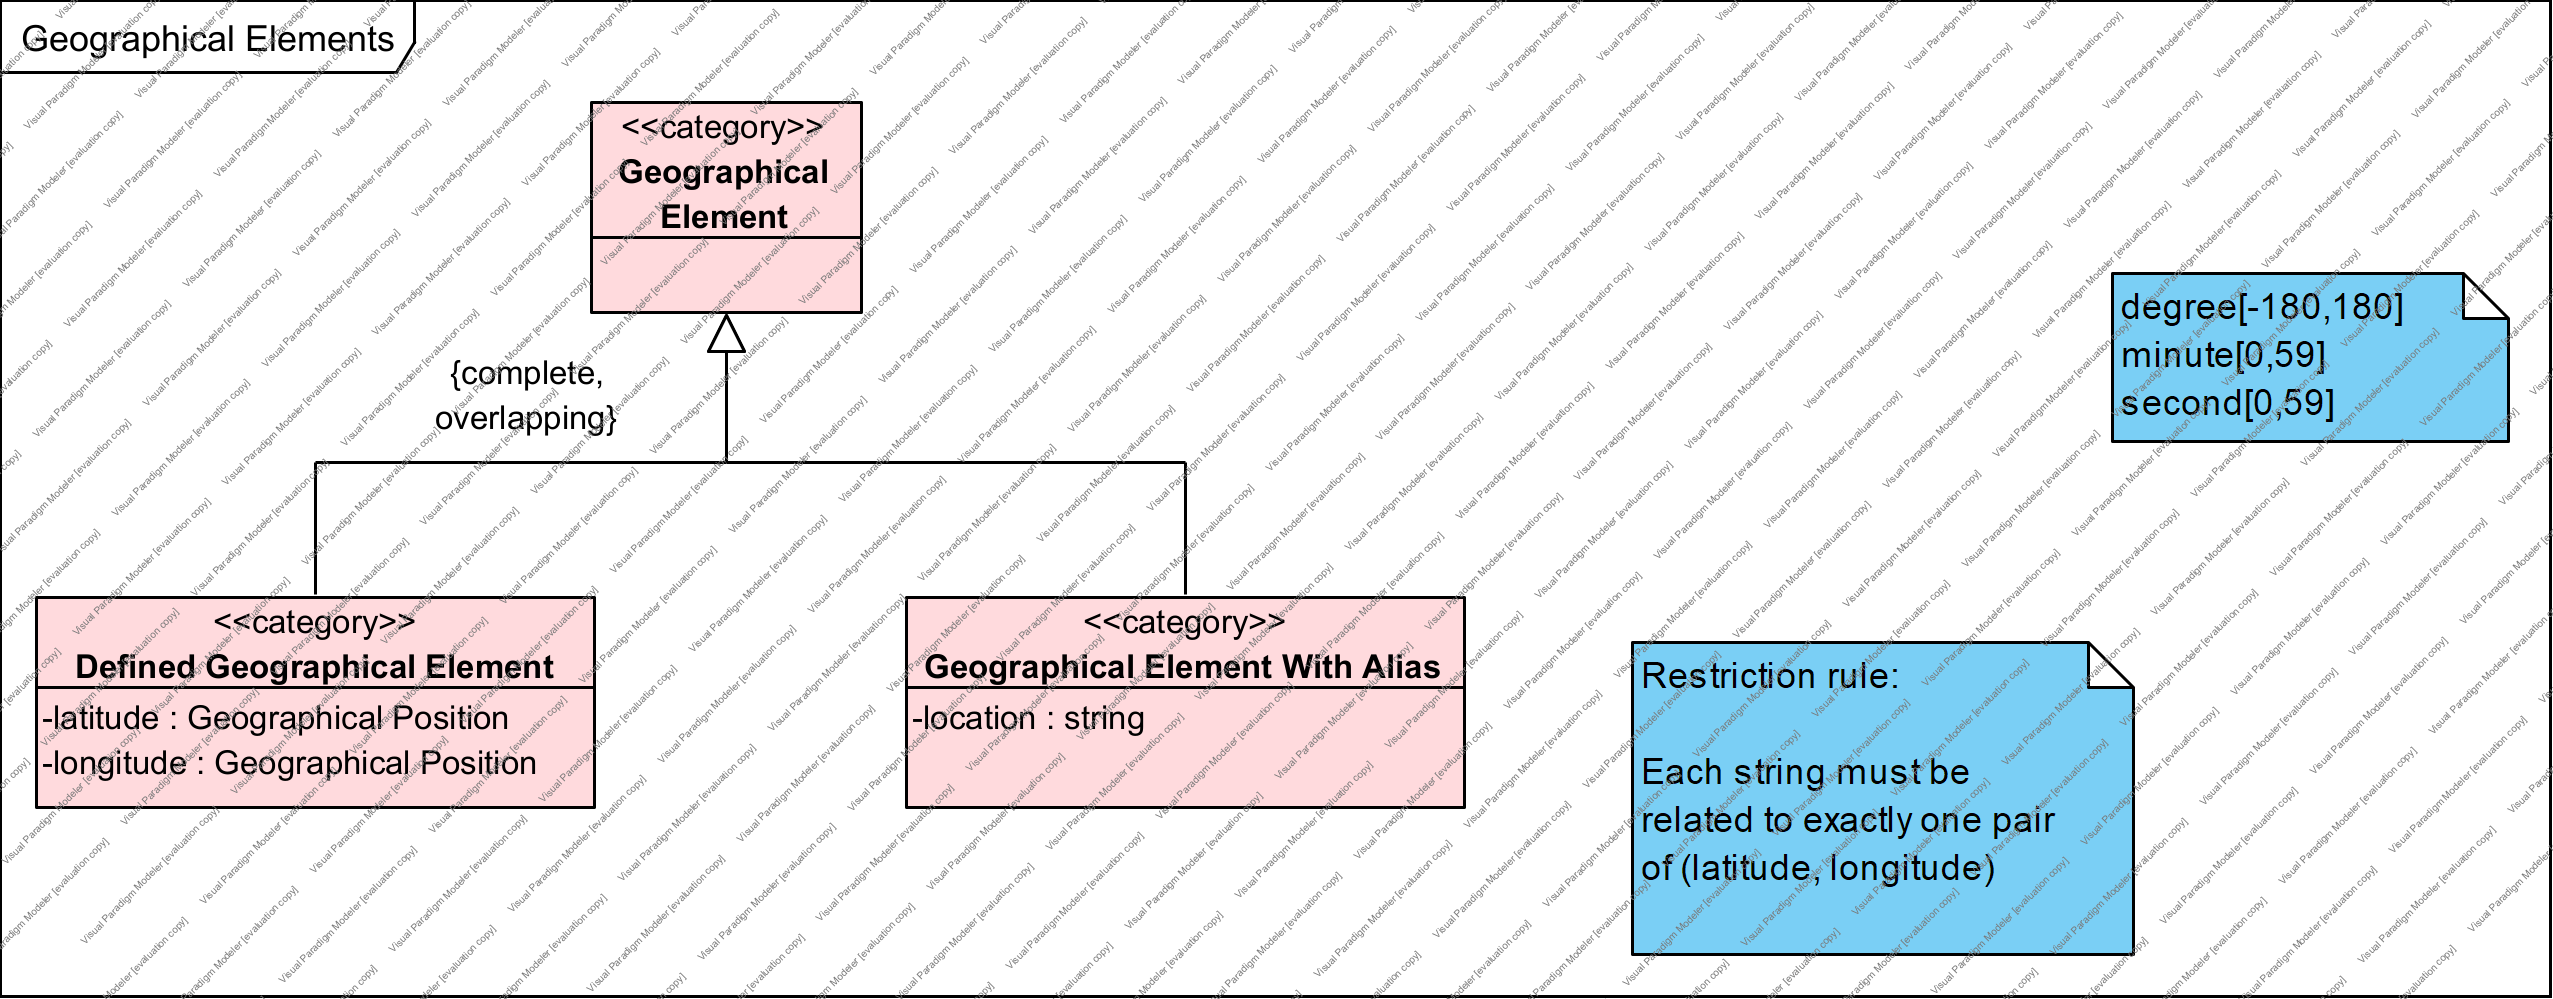 Geographical Elements
<<category>>
Geographical
Element
{complete,
overlapping}
degree[-180,180]
minute[0,59]
second[0,59]
<<category>>
Defined Geographical Element
-latitude : Geographical Position
-longitude : Geographical Position
<<category>>
Geographical Element With Alias
-location : string
Restriction rule:
Each string must be
related to exactly one pair
of (latitude, longitude)
Visual Paradigm Modeler [evaluation copy]